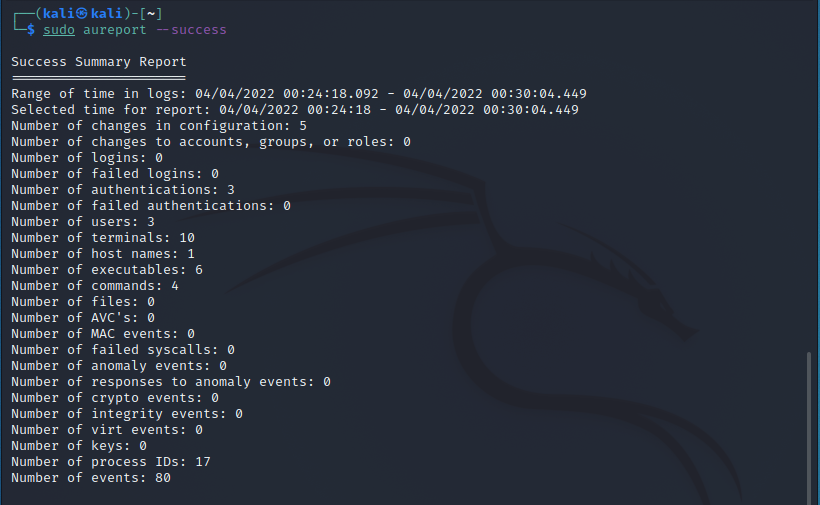 ┌──(kali㉿kali)-[~]
└─$ sudo aureport --success
Success Summary Report
======================
Range of time in logs: 04/04/2022 00:24:18.092 - 04/04/2022 00:30:04.449
Selected time for report: 04/04/2022 00:24:18 - 04/04/2022 00:30:04.449
Number of changes in configuration: 5
Number of changes to accounts, groups, or roles: 0
Number of logins: 0
Number of failed logins: 0
Number of authentications: 3
Number of failed authentications: 0
Number of users: 3
Number of terminals: 10
Number of host names: 1
Number of executables: 6
Number of commands: 4
Number of files: 0
Number of AVC's: 0
Number of MAC events: 0
Number of failed syscalls: 0
Number of anomaly events: 0
Number of responses to anomaly events: 0
Number of crypto events: 0
Number of integrity events: 0
Number of virt events: 0
Number of keys: 0
Number of process IDs: 17
Number of events: 80